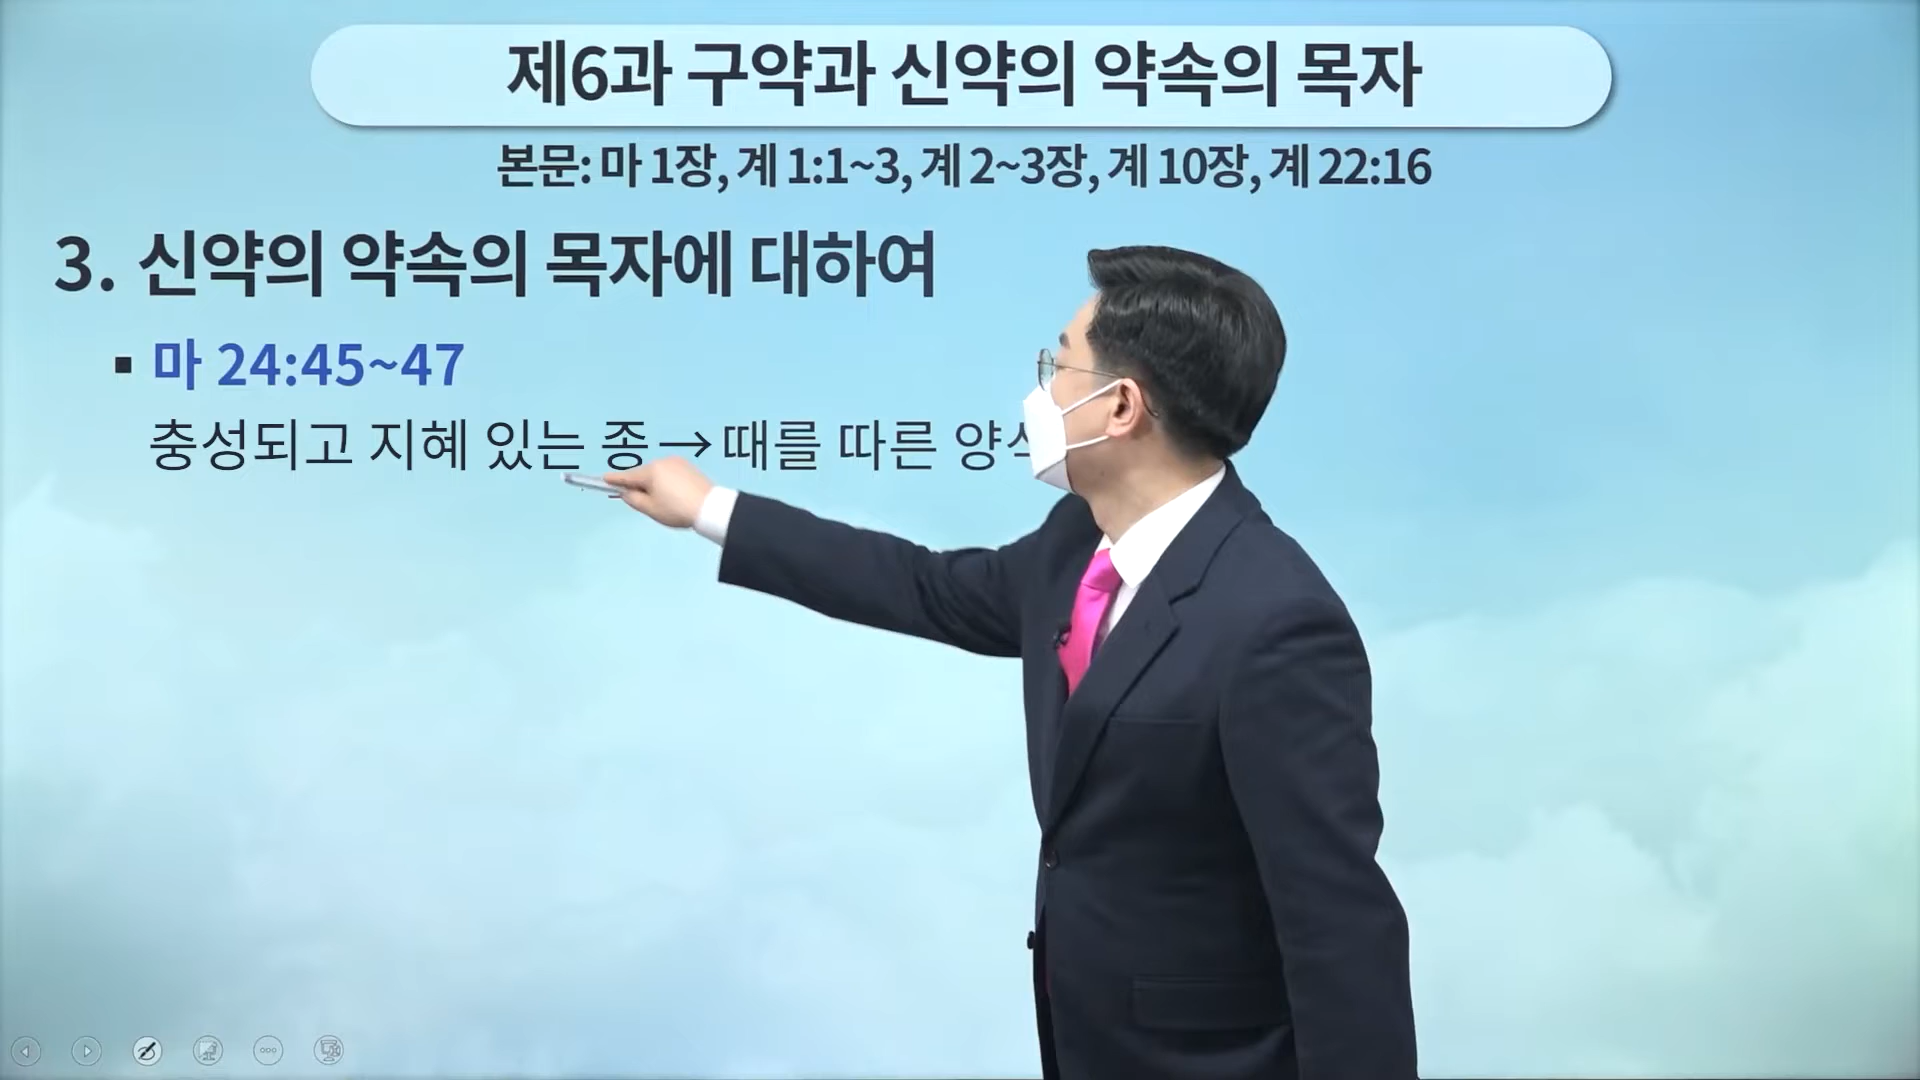 제6과 구약과 신약의 약속의 목자
본문: 마 1장, 계 1:1~3, 계 2~3장, 계 10장, 계 22:16
3. 신약의 약속의 목자에 대하여
▪ 마 24:45~47
충성되고 지혜 있는 종→때를 따른